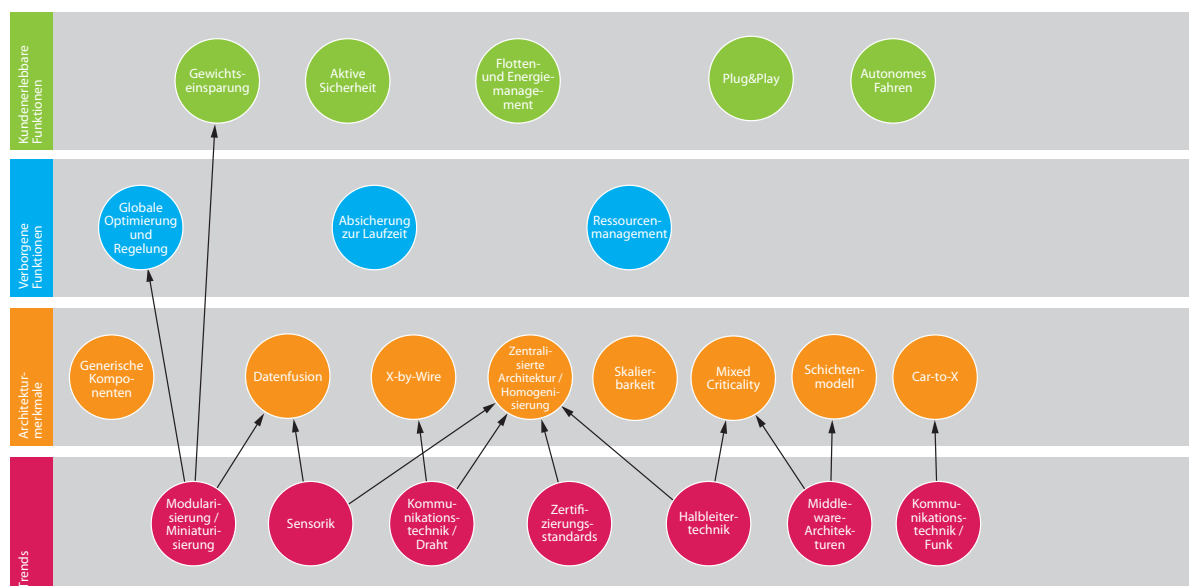 Kundenerlebbare
Funktionen
Gewichts-
einsparung
Aktive
Sicherheit
Flotten-
und Energie-
manage-
ment
Plug&Play
Autonomes
Fahren
Verborgene
Funktionen
Globale
Optimierung
und
Regelung
Absicherung
zur Laufzeit
Ressourcen-
management
Architektur-
merkmale
Generische
Kompo-
nenten
Datenfusion
X-by-Wire
Zentrali-
sierte
Architektur /
Homogeni-
sierung
Skalier-
barkeit
Mixed
Criticality
Schichten-
modell
Car-to-X
Trends
Modulari-
sierung /
Miniaturi-
sierung
Sensorik
Kommu-
nikations-
technik /
Draht
Zertifi-
zierungs-
standards
Halbleiter-
technik
Middle-
ware-
Architek-
turen
Kommu-
nikations-
technik /
Funk